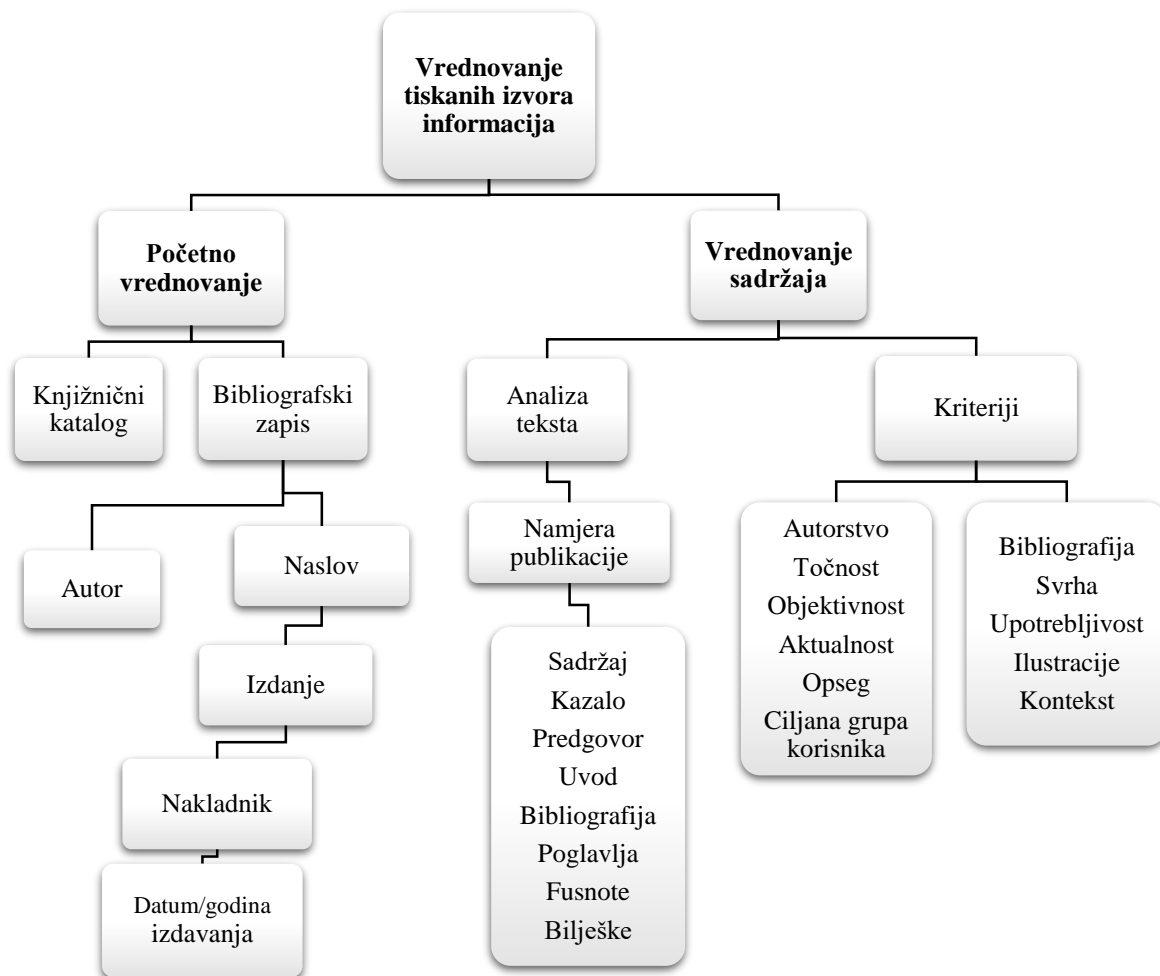 Vrednovanje
tiskanih izvora
informacija
Početno
vrednovanje
Vrednovanje
sadržaja
Knjižnični
katalog
Bibliografski
zapis
Analiza
teksta
Kriteriji
Autor
Naslov
Izdanje
Nakladnik
Datum/godina
izdavanja
Namjera
publikacije
Sadržaj
Kazalo
Predgovor
Uvod
Bibliografija
Poglavlja
Fusnote
Bilješke
Autorstvo
Točnost
Objektivnost
Aktualnost
Opseg
Ciljana grupa
korisnika
Bibliografija
Svrha
Upotrebljivost
Ilustracije
Kontekst